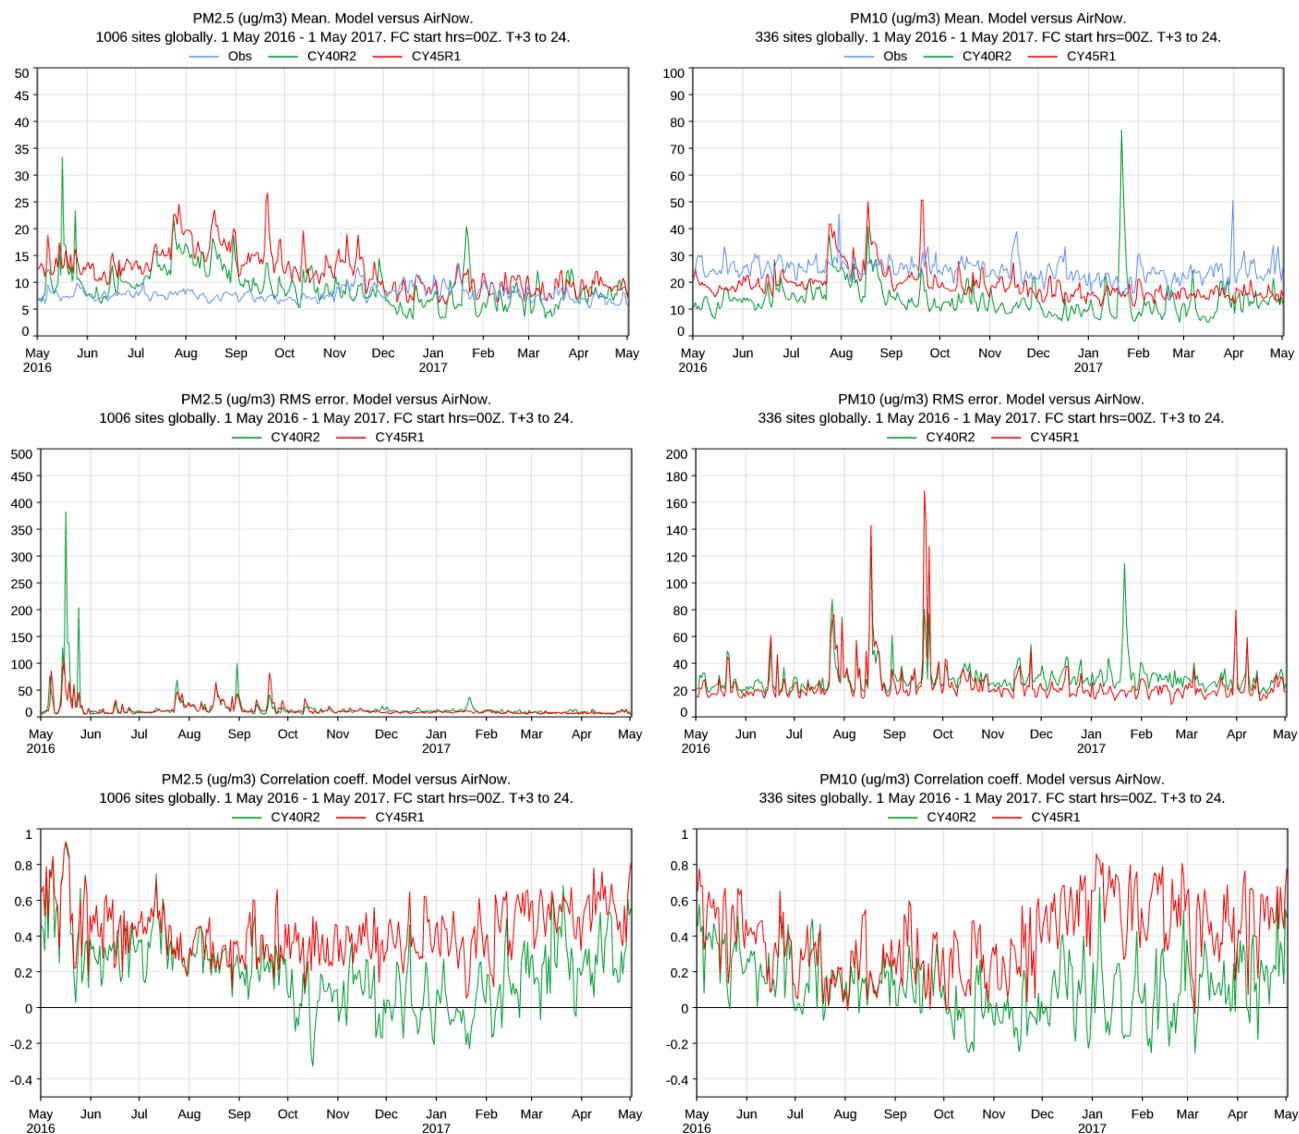 PM2.5 (ug/m3) Mean. Model versus AirNow.
1006 sites globally. 1 May 2016 - 1 May 2017. FC start hrs=00Z. T+3 to 24.
Obs CY40R2 CY45R1
50
45
40
35
30
25
20
15
10
5
0
May Jun Jul Aug Sep Oct Nov Dec Jan Feb Mar Apr May
2016 2017
PM10 (ug/m3) Mean. Model versus AirNow.
336 sites globally. 1 May 2016 - 1 May 2017. FC start hrs=00Z. T+3 to 24.
Obs CY40R2 CY45R1
100
90
80
70
60
50
40
30
20
10
0
May Jun Jul Aug Sep Oct Nov Dec Jan Feb Mar Apr May
2016 2017
PM2.5 (ug/m3) RMS error. Model versus AirNow.
1006 sites globally. 1 May 2016 - 1 May 2017. FC start hrs=00Z. T+3 to 24.
CY40R2 CY45R1
500
450
400
350
300
250
200
150
100
50
0
May Jun Jul Aug Sep Oct Nov Dec Jan Feb Mar Apr May
2016 2017
PM10 (ug/m3) RMS error. Model versus AirNow.
336 sites globally. 1 May 2016 - 1 May 2017. FC start hrs=00Z. T+3 to 24.
CY40R2 CY45R1
200
180
160
140
120
100
80
60
40
20
0
May Jun Jul Aug Sep Oct Nov Dec Jan Feb Mar Apr May
2016 2017
PM2.5 (ug/m3) Correlation coeff. Model versus AirNow.
1006 sites globally. 1 May 2016 - 1 May 2017. FC start hrs=00Z. T+3 to 24.
CY40R2 CY45R1
1
0.8
0.6
0.4
0.2
0
-0.2
-0.4
May Jun Jul Aug Sep Oct Nov Dec Jan Feb Mar Apr May
2016 2017
PM10 (ug/m3) Correlation coeff. Model versus AirNow.
336 sites globally. 1 May 2016 - 1 May 2017. FC start hrs=00Z. T+3 to 24.
CY40R2 CY45R1
1
0.8
0.6
0.4
0.2
0
-0.2
-0.4
May Jun Jul Aug Sep Oct Nov Dec Jan Feb Mar Apr May
2016 2017